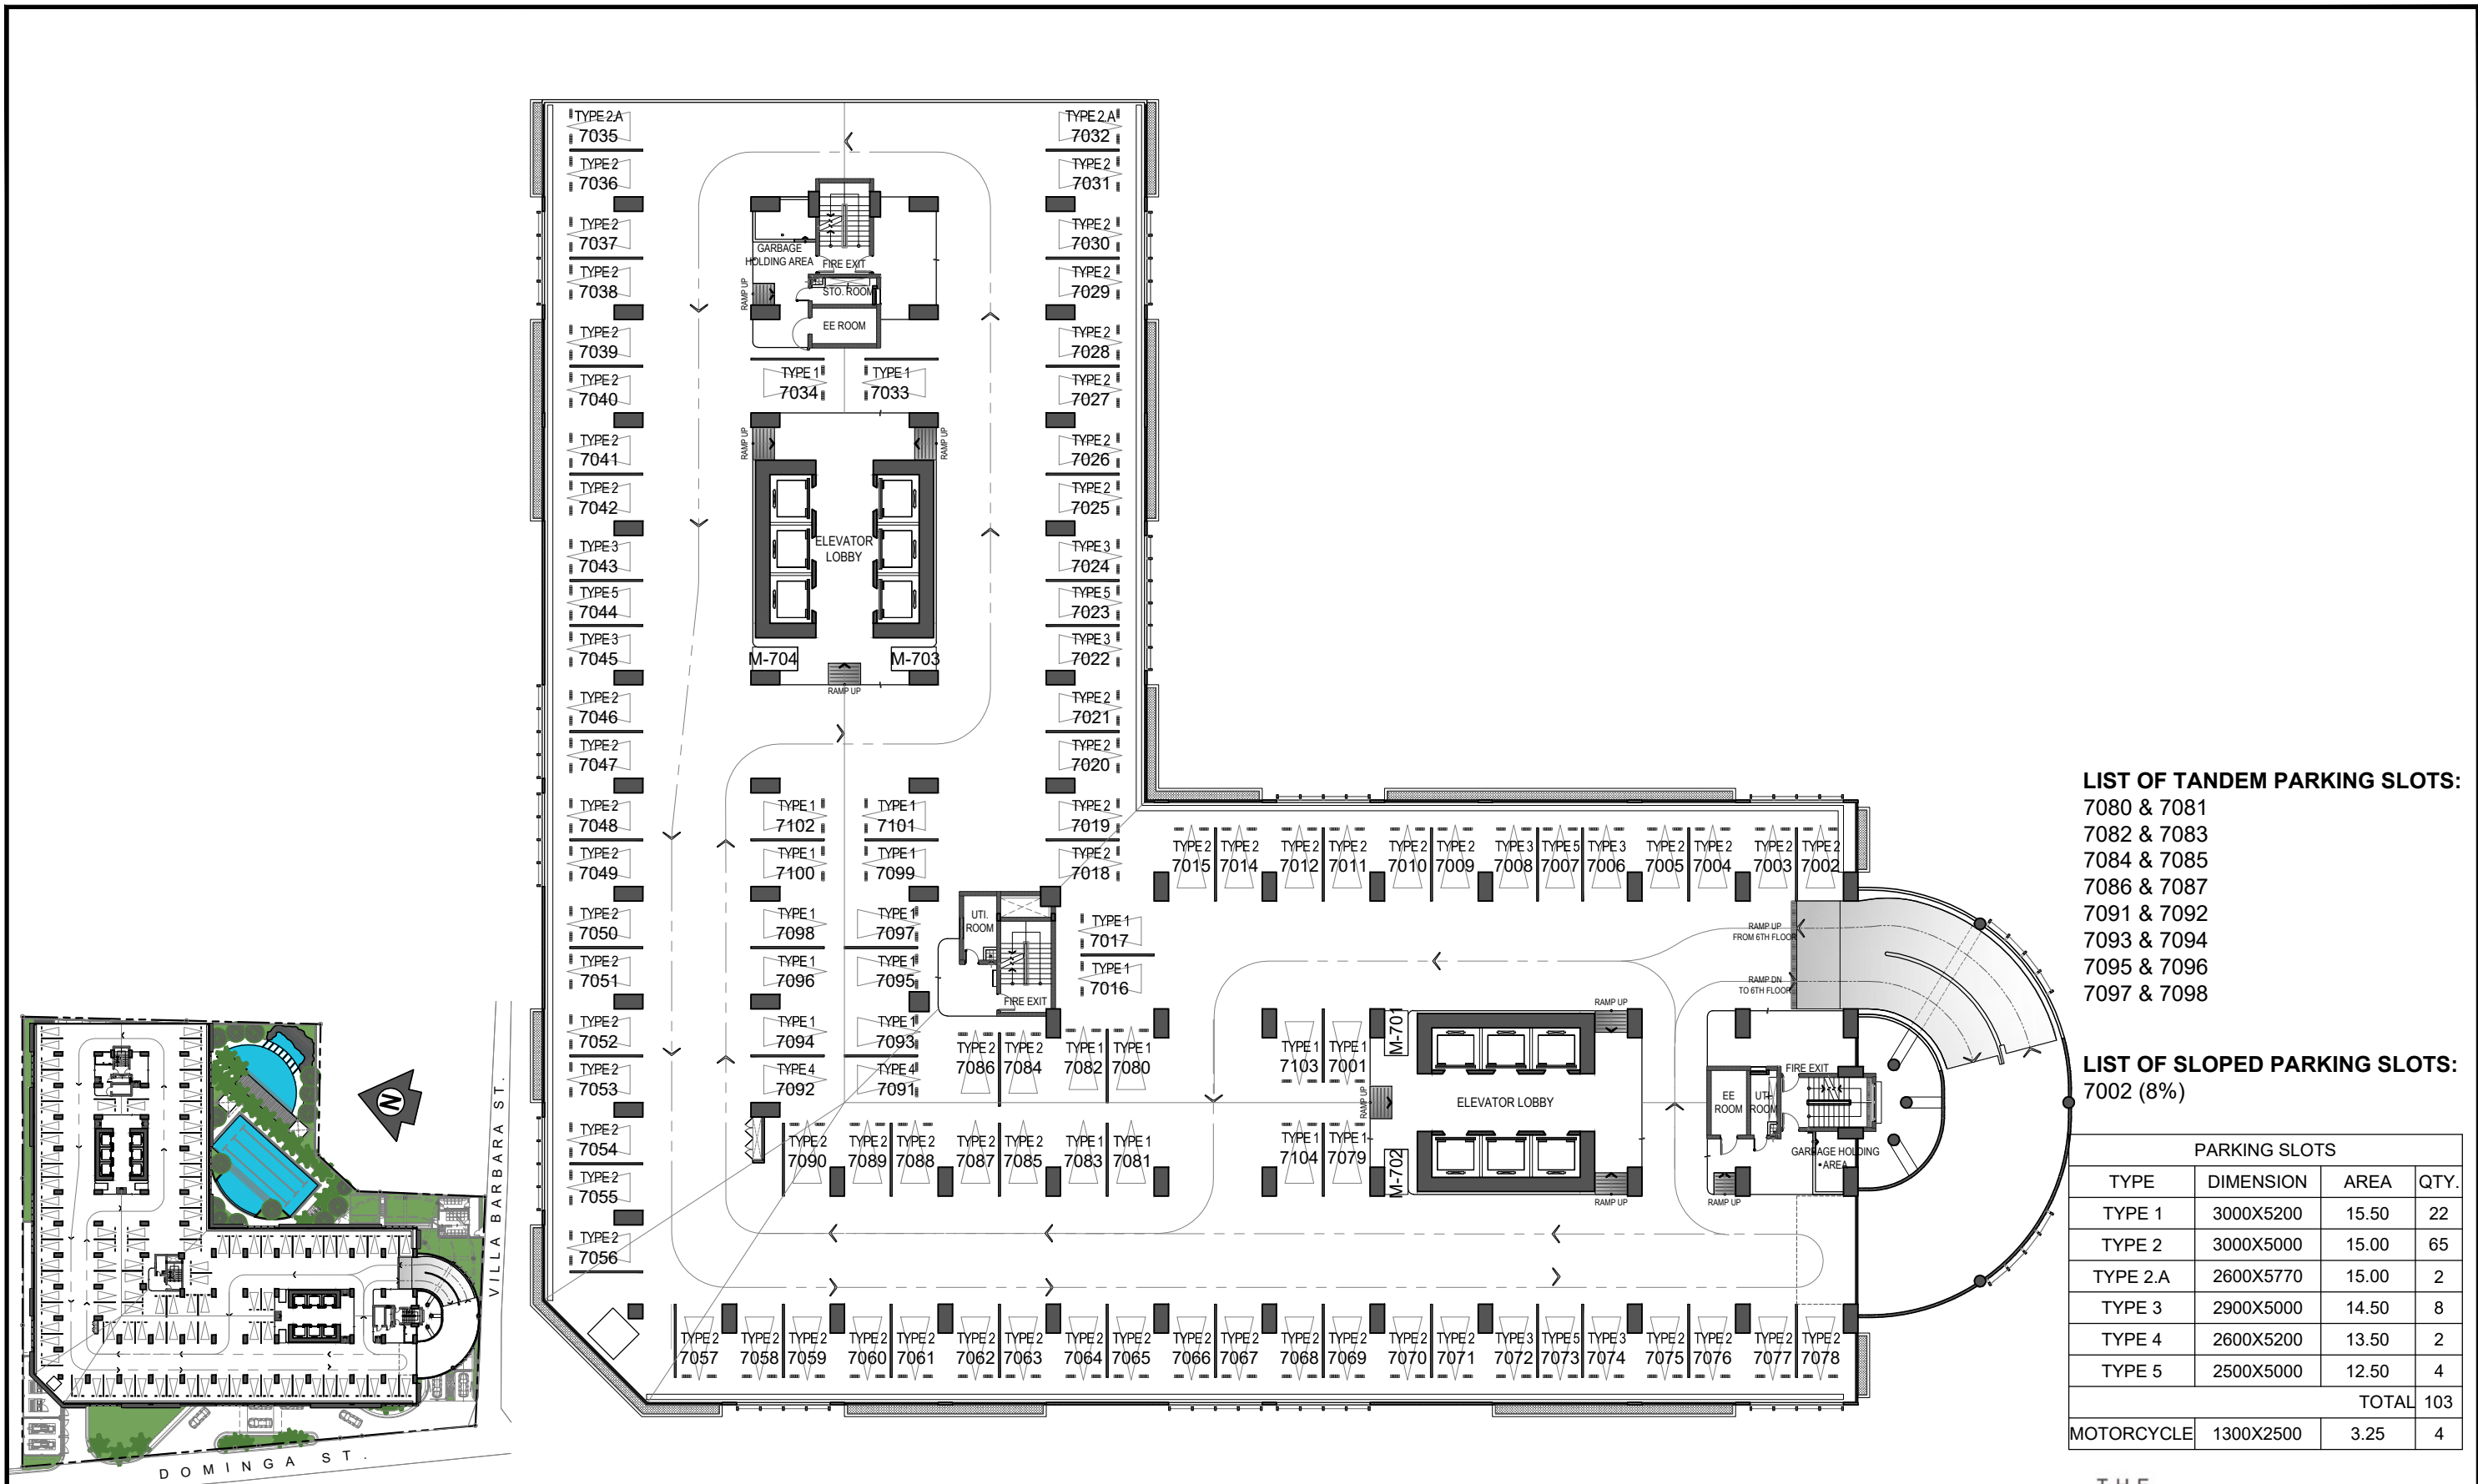 TYPE 2.A
7035
TYPE 2
7036
TYPE 2
7037
TYPE 2
7038
TYPE 2
7039
TYPE 2
7040
TYPE 2
7041
TYPE 2
7042
TYPE 3
7043
TYPE 5
7044
TYPE 3
7045
TYPE 2
7046
TYPE 2
7047
TYPE 2
7048
TYPE 2
7049
TYPE 2
7050
TYPE 2
7051
TYPE 2
7052
TYPE 2
7053
TYPE 2
7054
TYPE 2
7055
TYPE 2
7056
GARBAGE
HOLDING AREA
FIRE EXIT
STO. ROOM
RAMP UP
EE ROOM
TYPE 1
7034
TYPE 1
7033
RAMP UP
RAMP UP
ELEVATOR
LOBBY
M-704
M-703
RAMP UP
TYPE 2.A
7032
TYPE 2
7031
TYPE 2
7030
TYPE 2
7029
TYPE 2
7028
TYPE 2
7027
TYPE 2
7026
TYPE 2
7025
TYPE 3
7024
TYPE 5
7023
TYPE 3
7022
TYPE 2
7021
TYPE 2
7020
TYPE 2
7019
TYPE 2
7018
TYPE 1
7102
TYPE 1
7101
TYPE 1
7100
TYPE 1
7099
TYPE 1
7098
TYPE 1
7097
TYPE 1
7096
TYPE 1
7095
TYPE 1
7094
TYPE 1
7093
TYPE 4
7092
TYPE 4
7091
UTI.
ROOM
FIRE EXIT
TYPE 1
7017
TYPE 1
7016
TYPE 2 TYPE 2 TYPE 2 TYPE 2 TYPE 2 TYPE 2 TYPE 3 TYPE 5 TYPE 3 TYPE 2 TYPE 2 TYPE 2 TYPE 2
7015 7014 7012 7011 7010 7009 7008 7007 7006 7005 7004 7003 7002
RAMP UP
FROM 6TH FLOOR
RAMP DN
TO 6TH FLOOR
TYPE 2 TYPE 2 TYPE 1 TYPE 1
7086 7084 7082 7080
TYPE 1 TYPE 1
7103 7001
M-701
RAMP UP
RAMP UP
ELEVATOR LOBBY
FIRE EXIT
EE
ROOM
UTI.
ROOM
GARBAGE HOLDING
AREA
RAMP UP
TYPE 2 TYPE 2 TYPE 2 TYPE 2 TYPE 2 TYPE 1 TYPE 1
7090 7089 7088 7087 7085 7083 7081
TYPE 1 TYPE 1
7104 7079
M-702
RAMP UP
TYPE 2 TYPE 2 TYPE 2 TYPE 2 TYPE 2 TYPE 2 TYPE 2 TYPE 2 TYPE 2 TYPE 2 TYPE 2 TYPE 2 TYPE 2 TYPE 2 TYPE 2 TYPE 3 TYPE 5 TYPE 3 TYPE 2 TYPE 2 TYPE 2 TYPE 2
7057 7058 7059 7060 7061 7062 7063 7064 7065 7066 7067 7068 7069 7070 7071 7072 7073 7074 7075 7076 7077 7078
N
VILLA BARBARA ST.
DOMINGA ST.
LIST OF TANDEM PARKING SLOTS:
7080 & 7081
7082 & 7083
7084 & 7085
7086 & 7087
7091 & 7092
7093 & 7094
7095 & 7096
7097 & 7098
LIST OF SLOPED PARKING SLOTS:
7002 (8%)
PARKING SLOTS
TYPE DIMENSION AREA QTY.
TYPE 1 3000X5200 15.50 22
TYPE 2 3000X5000 15.00 65
TYPE 2.A 2600X5770 15.00 2
TYPE 3 2900X5000 14.50 8
TYPE 4 2600X5200 13.50 2
TYPE 5 2500X5000 12.50 4
TOTAL 103
MOTORCYCLE 1300X2500 3.25 4
THE